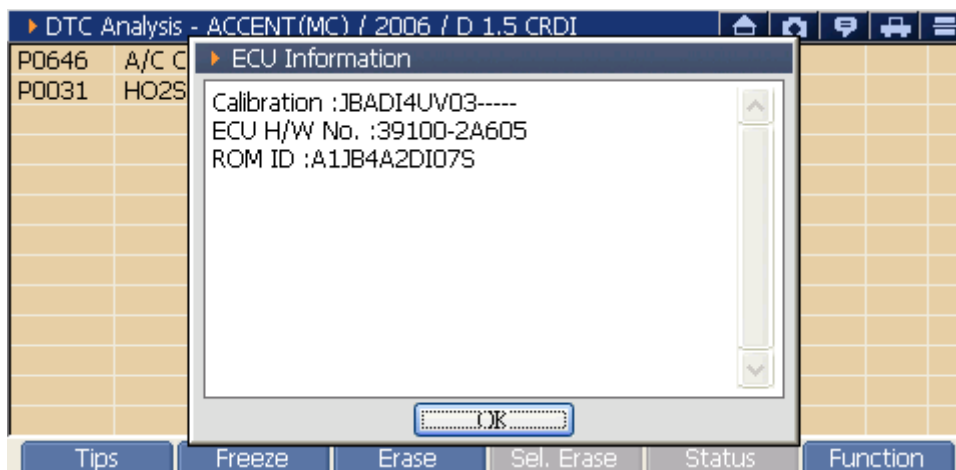 DTC Analysis - ACCENT(MC) / 2006 / D 1.5 CRDI
P0646 A/C C
P0031 HO2S
ECU Information
Calibration :JBADI4UV03-----
ECU H/W No. :39100-2A605
ROM ID :A1JB4A2DI07S
OK
Tips Freeze Erase Sel. Erase Status Function